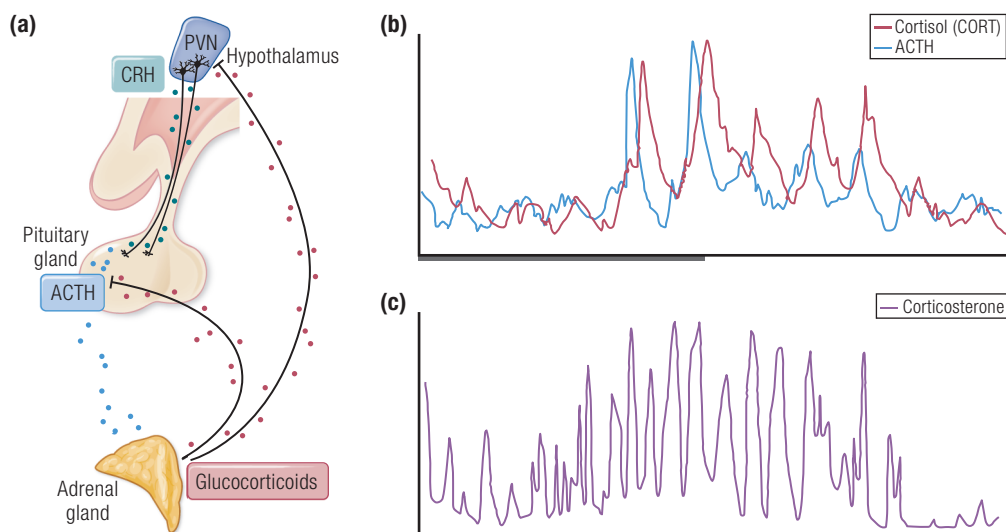 (a)
PVN
Hypothalamus
CRH
Pituitary
gland
ACTH
Adrenal
gland
Glucocorticoids
(b)
Cortisol (CORT)
ACTH
(c)
Corticosterone